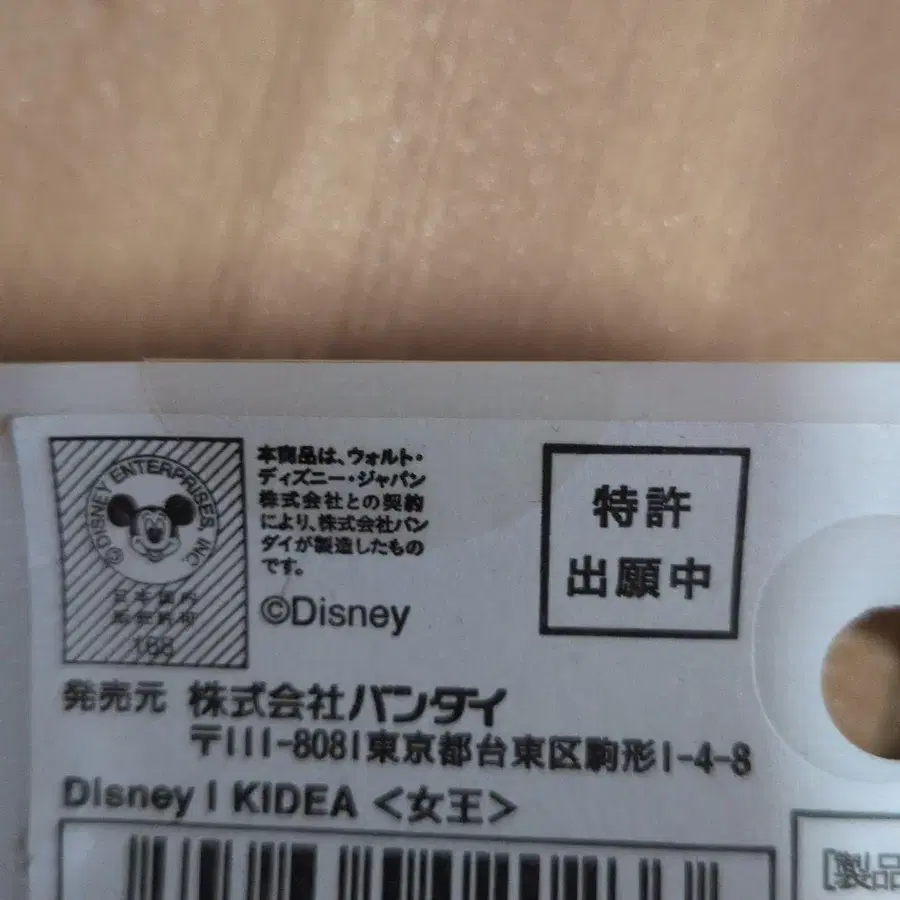 ©DISNEY ENTERPRISES, INC.
日本国内
販売許可
168
本商品は、ウォルト・
ディズニー・ジャパン
株式会社との契約
により、株式会社バン
ダイが製造したもの
です。
©Disney
特許
出願中
発売元 株式会社バンダイ
〒111-8081東京都台東区駒形1-4-8
Disney | KIDEA <女王>
[製品